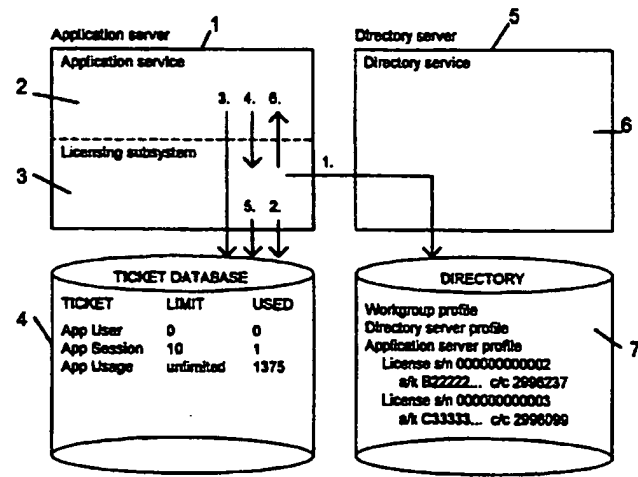 1
5
Application server
Directory server
Application service
Directory service
2
3. 4. 6.
6
Licensing subsystem
1.
3
5. 2.
TICKET DATABASE
DIRECTORY
TICKET LIMIT USED
4
App User 0 0
App Session 10 1
App Usage unlimited 1375
Workgroup profile
Directory server profile
Application server profile
7
License s/n 000000000002
a/k B22222... c/c 2996237
License s/n 000000000003
a/k C33333... c/c 2996099